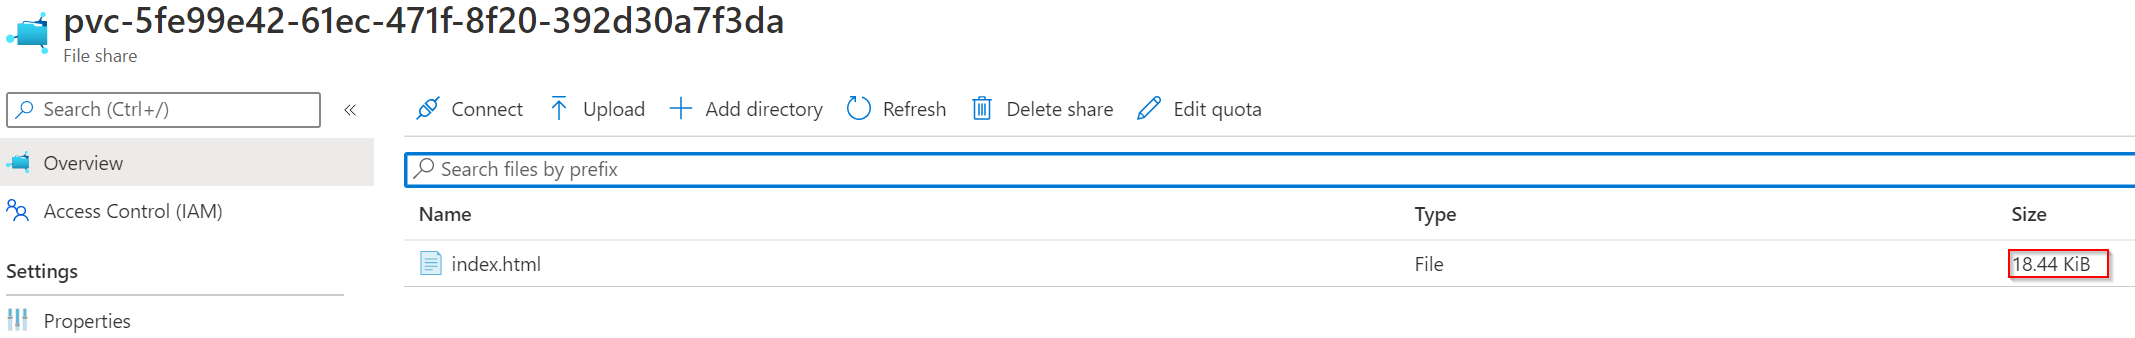 pvc-5fe99e42-61ec-471f-8f20-392d30a7f3da
File share
Search (Ctrl+/)
Connect Upload Add directory Refresh Delete share Edit quota
Overview
Search files by prefix
Access Control (IAM)
Name Type Size
index.html File 18.44 KiB
Settings
Properties